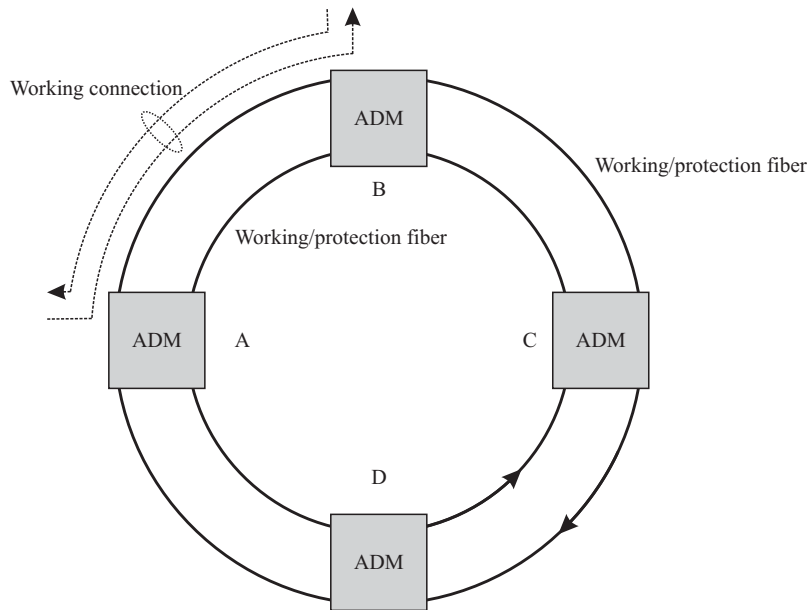 Working connection
ADM
B
Working/protection fiber
Working/protection fiber
ADM
A
C
ADM
D
ADM